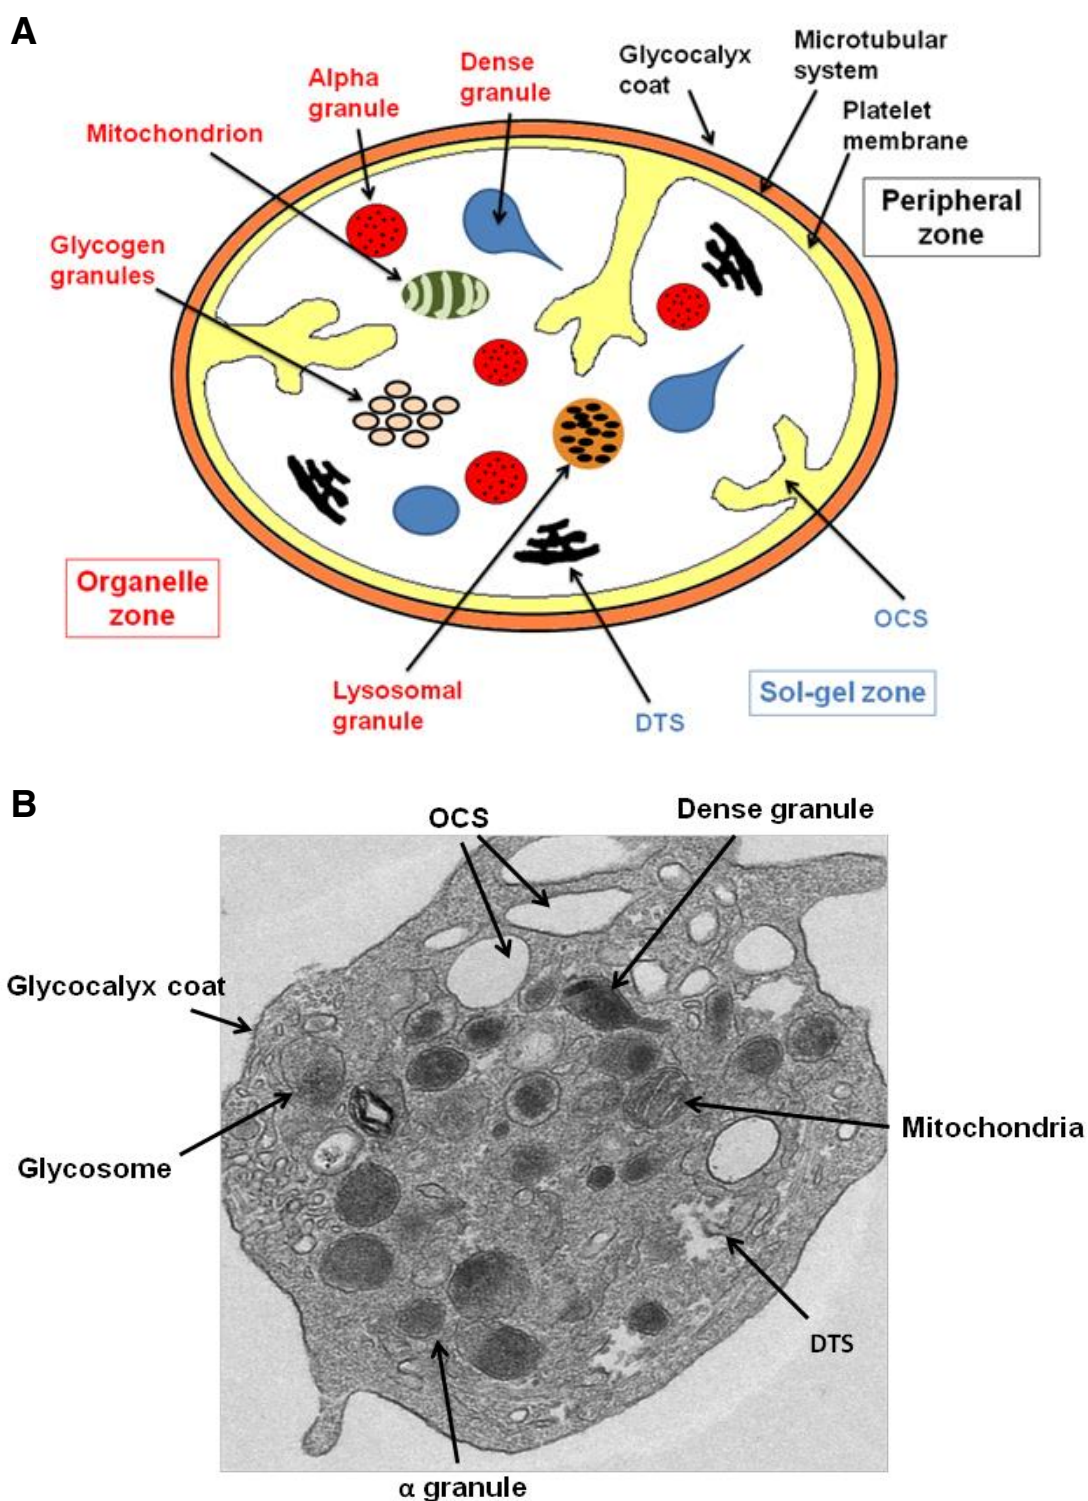 A
Glycocalyx
coat
Microtubular
system
Alpha
granule
Dense
granule
Platelet
membrane
Mitochondrion
Peripheral
zone
Glycogen
granules
Organelle
zone
OCS
Lysosomal
granule
DTS
Sol-gel zone
B
OCS
Dense granule
Glycocalyx coat
Mitochondria
Glycosome
DTS
α granule